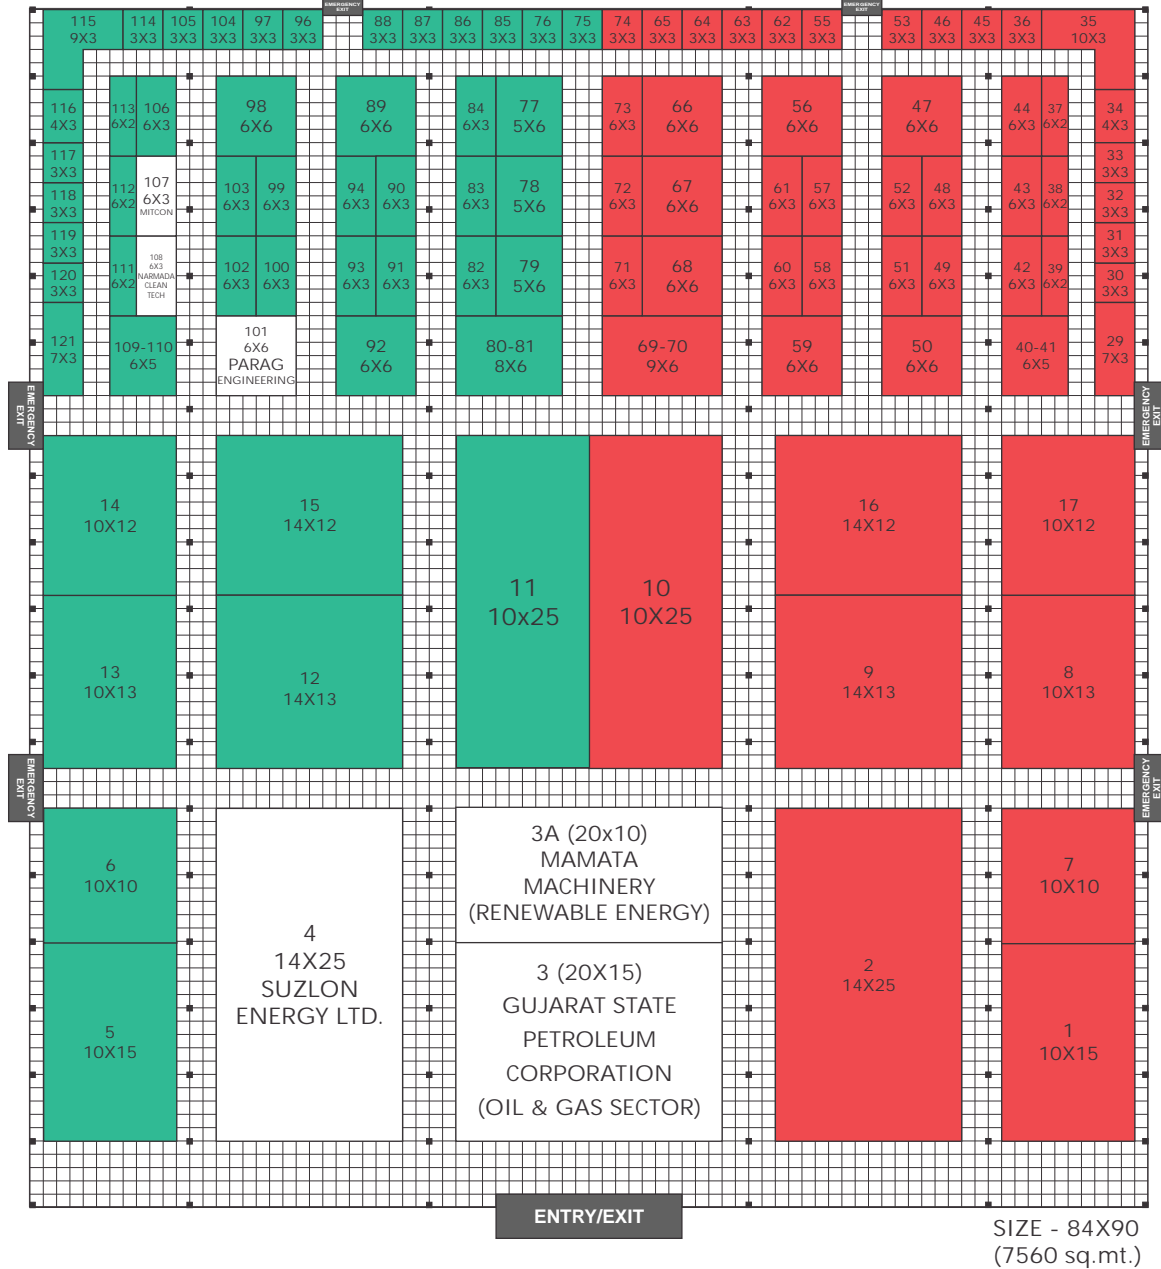 EMERGENCY
EXIT
EMERGENCY
EXIT
115
9X3
114
3X3
105
3X3
104
3X3
97
3X3
96
3X3
88
3X3
87
3X3
86
3X3
85
3X3
76
3X3
75
3X3
74
3X3
65
3X3
64
3X3
63
3X3
62
3X3
55
3X3
53
3X3
46
3X3
45
3X3
36
3X3
35
10X3
116
4X3
113
6X2
106
6X3
98
6X6
89
6X6
84
6X3
77
5X6
73
6X3
66
6X6
56
6X6
47
6X6
44
6X3
37
6X2
34
4X3
117
3X3
33
3X3
118
3X3
112
6X2
107
6X3
MITCON
103
6X3
99
6X3
94
6X3
90
6X3
83
6X3
78
5X6
72
6X3
67
6X6
61
6X3
57
6X3
52
6X3
48
6X3
43
6X3
38
6X2
32
3X3
119
3X3
31
3X3
120
3X3
111
6X2
108
6X3
NARMADA
CLEAN
TECH
102
6X3
100
6X3
93
6X3
91
6X3
82
6X3
79
5X6
71
6X3
68
6X6
60
6X3
58
6X3
51
6X3
49
6X3
42
6X3
39
6X2
30
3X3
121
7X3
109-110
6X5
101
6X6
PARAG
ENGINEERING
92
6X6
80-81
8X6
69-70
9X6
59
6X6
50
6X6
40-41
6X5
29
7X3
EMERGENCY
EXIT
EMERGENCY
EXIT
14
10X12
15
14X12
16
14X12
17
10X12
11
10x25
10
10X25
13
10X13
12
14X13
9
14X13
8
10X13
EMERGENCY
EXIT
EMERGENCY
EXIT
6
10X10
4
14X25
SUZLON
ENERGY LTD.
3A (20x10)
MAMATA
MACHINERY
(RENEWABLE ENERGY)
3 (20X15)
GUJARAT STATE
PETROLEUM
CORPORATION
(OIL & GAS SECTOR)
2
14X25
7
10X10
5
10X15
1
10X15
ENTRY/EXIT
SIZE - 84X90
(7560 sq.mt.)